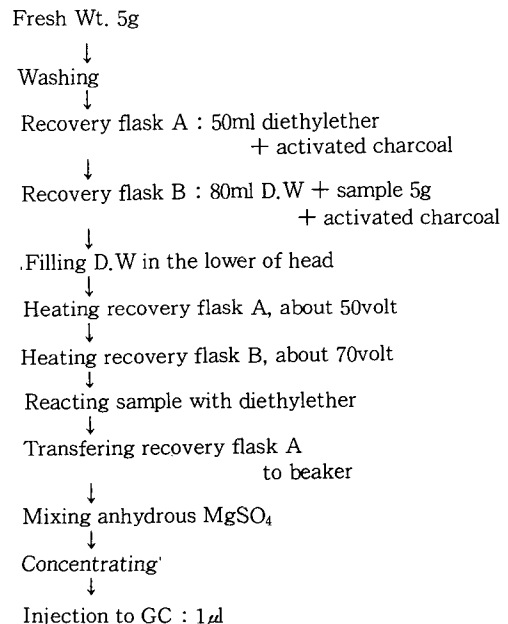 Fresh Wt. 5g
↓
Washing
↓
Recovery flask A : 50ml diethylether
+ activated charcoal
↓
Recovery flask B : 80ml D.W + sample 5g
+ activated charcoal
↓
.Filling D.W in the lower of head
↓
Heating recovery flask A, about 50volt
↓
Heating recovery flask B, about 70volt
↓
Reacting sample with diethylether
↓
Transfering recovery flask A
to beaker
↓
Mixing anhydrous MgSO₄
↓
Concentrating
↓
Injection to GC : 1㎕